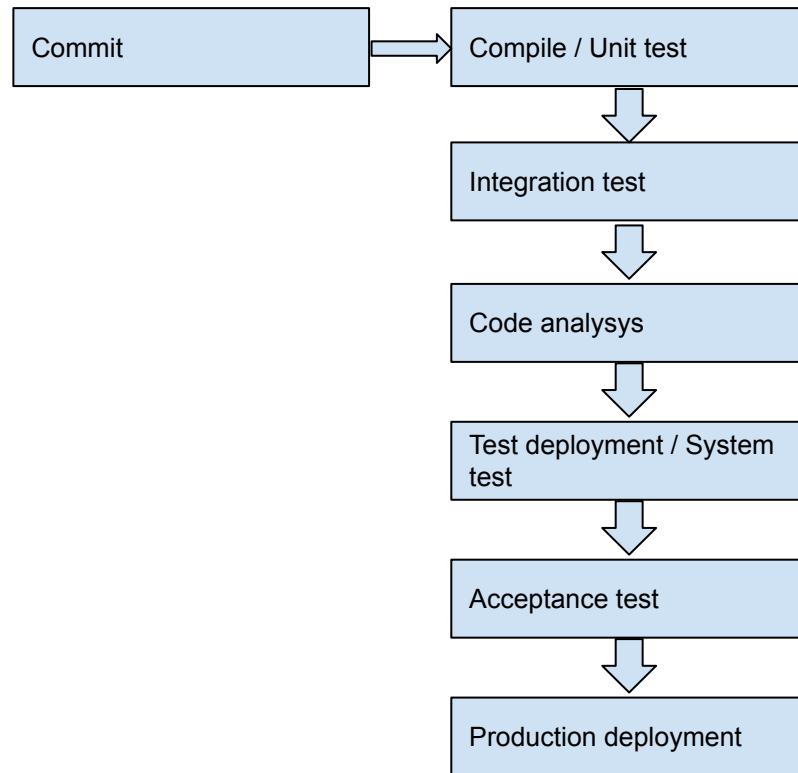 Commit
Compile / Unit test
Integration test
Code analysys
Test deployment / System
test
Acceptance test
Production deployment